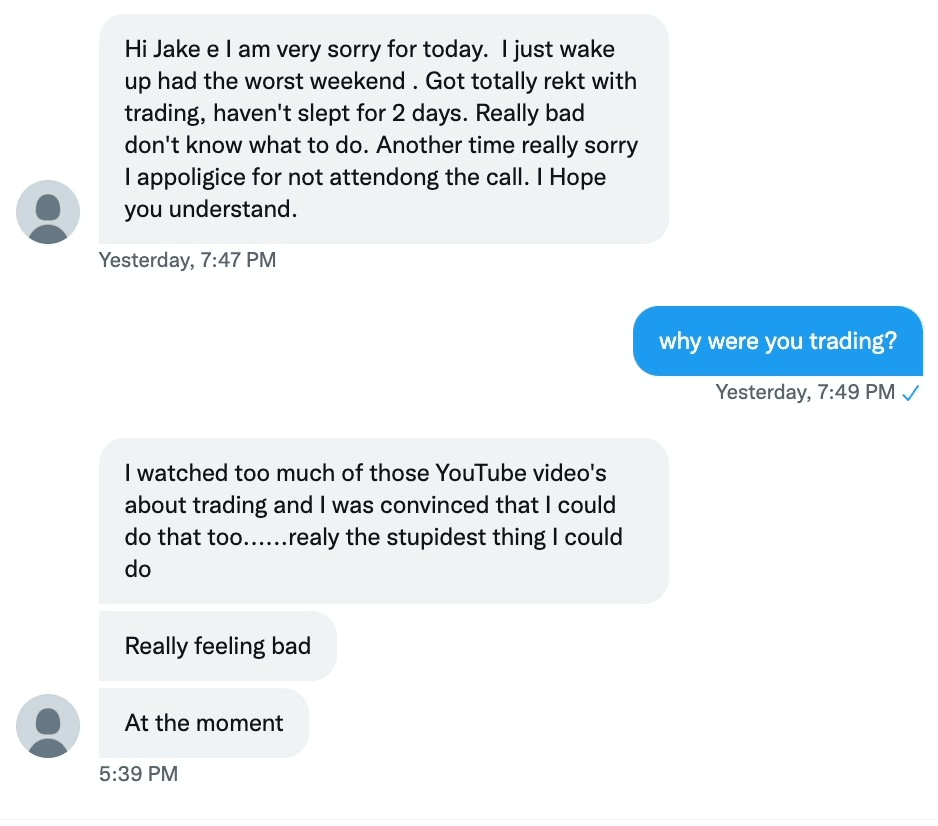 Hi Jake e I am very sorry for today.  I just wake
up had the worst weekend . Got totally rekt with
trading, haven't slept for 2 days. Really bad
don't know what to do. Another time really sorry
I appoligice for not attendong the call. I Hope
you understand.
Yesterday, 7:47 PM
why were you trading?
Yesterday, 7:49 PM ✓
I watched too much of those YouTube video's
about trading and I was convinced that I could
do that too......realy the stupidest thing I could
do
Really feeling bad
At the moment
5:39 PM